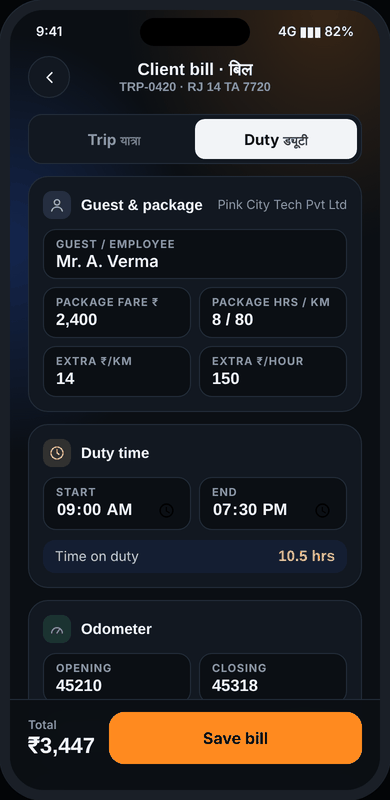 9:41
4G 82%
Client bill · बिल
TRP-0420 · RJ 14 TA 7720
Trip यात्रा
Duty ड्यूटी
Guest & package
Pink City Tech Pvt Ltd
GUEST / EMPLOYEE
Mr. A. Verma
PACKAGE FARE ₹
2,400
PACKAGE HRS / KM
8 / 80
EXTRA ₹/KM
14
EXTRA ₹/HOUR
150
Duty time
START
09:00 AM
END
07:30 PM
Time on duty
10.5 hrs
Odometer
OPENING
45210
CLOSING
45318
Total
₹3,447
Save bill